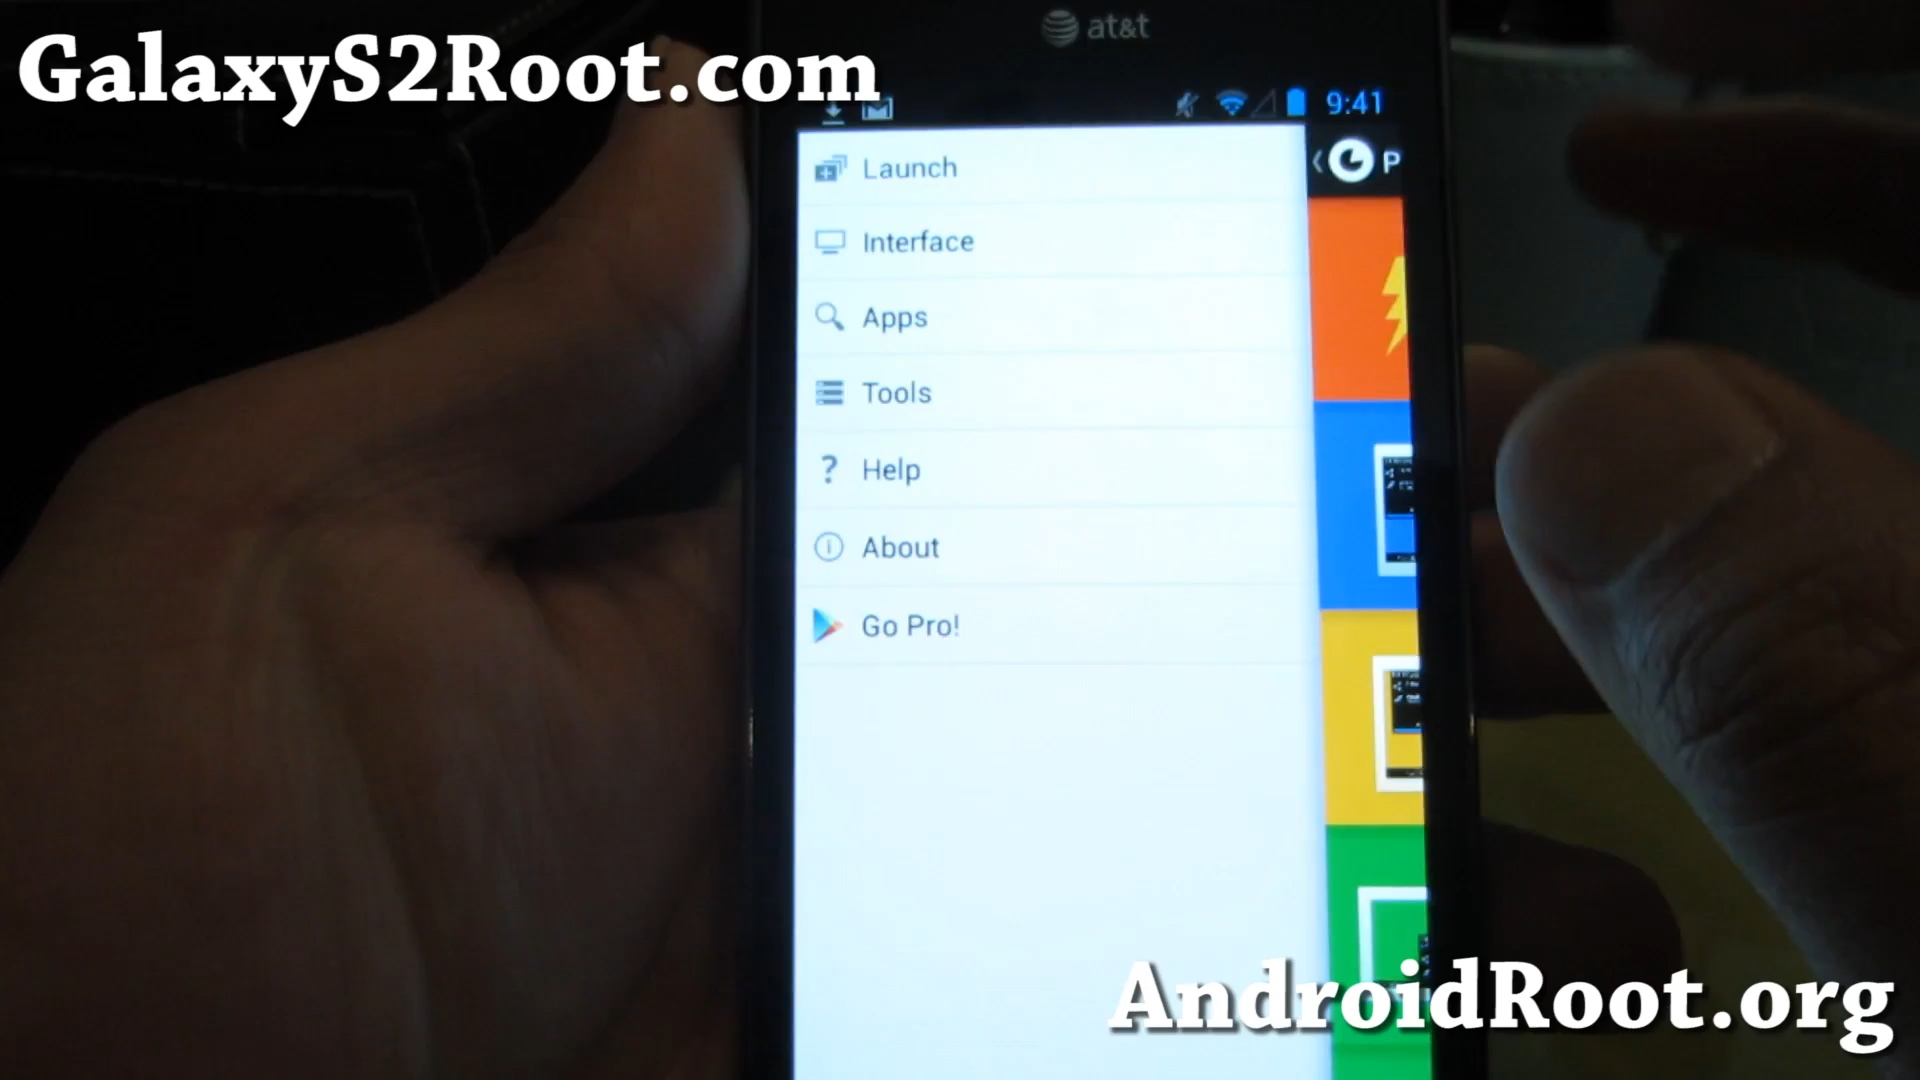 GalaxyS2Root.com
at&t
9:41
Launch
P
Interface
Apps
Tools
Help
About
Go Pro!
AndroidRoot.org